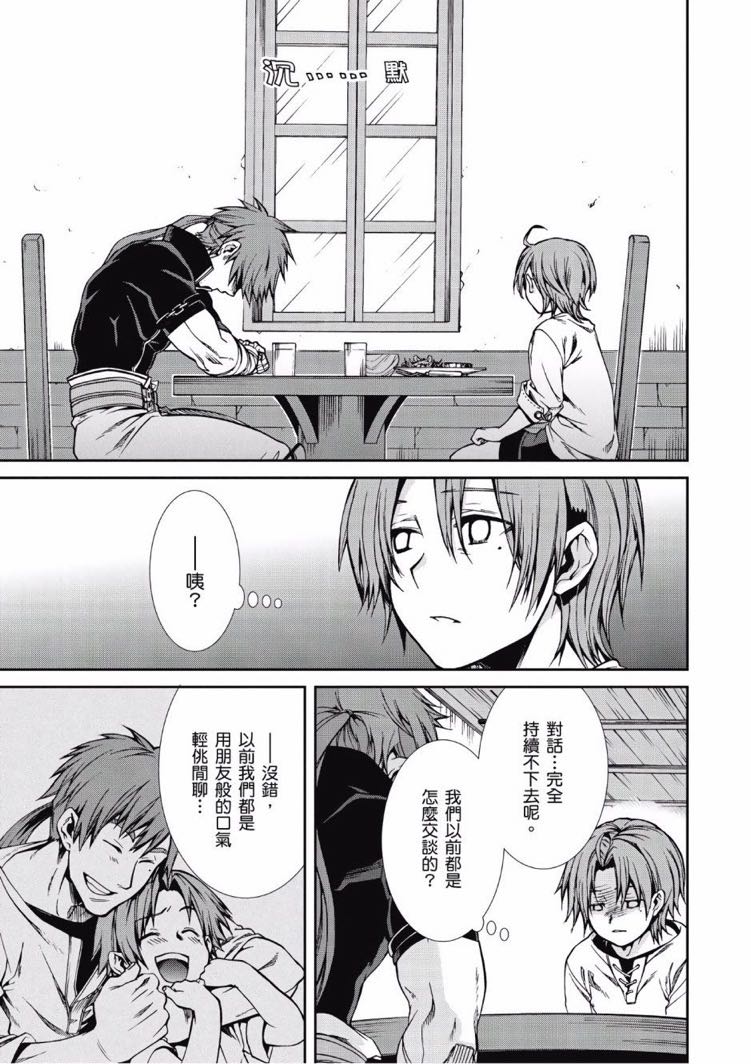 沉……默
——咦？
對話…完全
持續不下去呢。
我們以前都是
怎麼交談的？
——沒錯，
以前我們都是
用朋友般的口氣
輕佻閒聊…